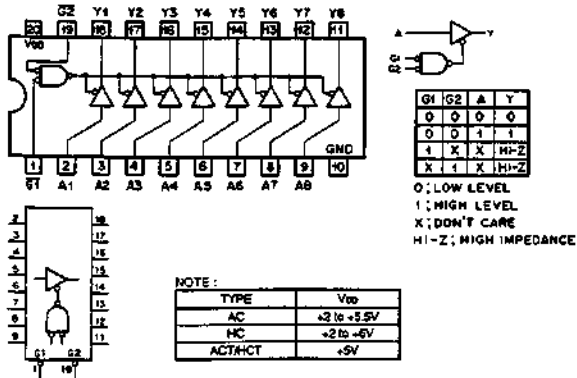 G2 Y1 Y2 Y3 Y4 Y5 Y6 Y7 Y8
20 19 18 17 16 15 14 13 12 11
VDD
GND
1 2 3 4 5 6 7 8 9 10
G1 A1 A2 A3 A4 A5 A6 A7 A8
A Y
G1
G2
G1 G2 A Y
0 0 0 0
0 0 1 1
1 X X HI-Z
X 1 X HI-Z
0; LOW LEVEL
1; HIGH LEVEL
X; DON'T CARE
HI-Z; HIGH IMPEDANCE
2 18
3 17
4 16
5 15
6 14
7 13
8 12
9 11
G1 G2
1 19
NOTE:
TYPE VDD
AC +2 to +5.5V
HC +2 to +6V
ACT/HCT +5V